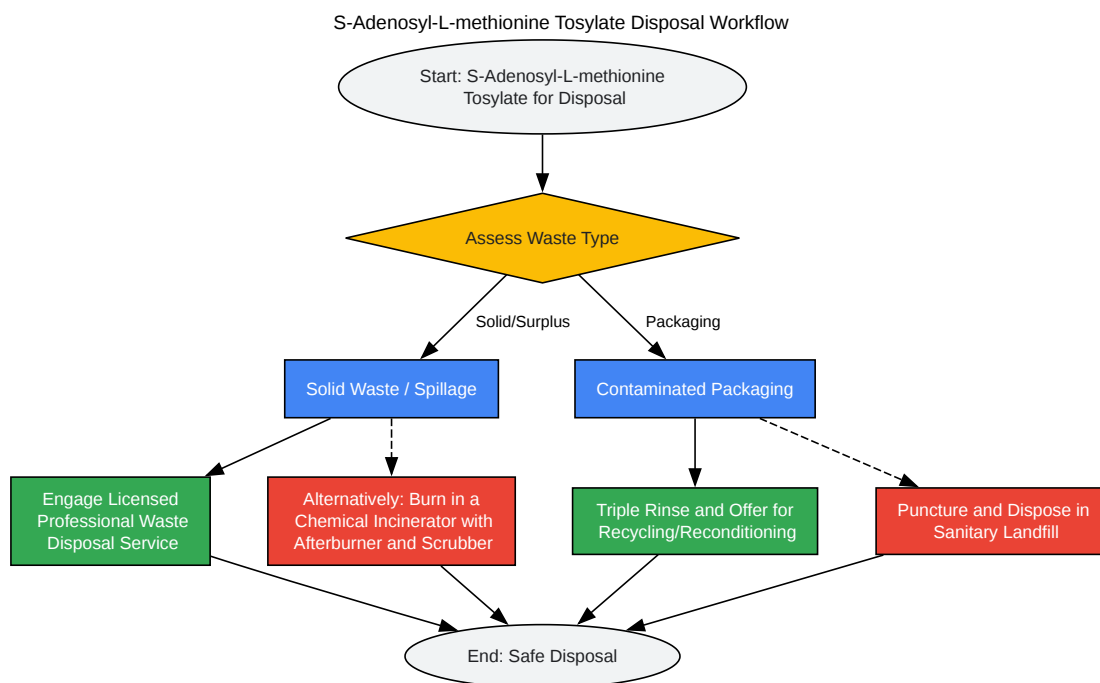 S-Adenosyl-L-methionine Tosylate Disposal Workflow
Start: S-Adenosyl-L-methionine
Tosylate for Disposal
Assess Waste Type
Solid/Surplus
Packaging
Solid Waste / Spillage
Contaminated Packaging
Engage Licensed
Professional Waste
Disposal Service
Alternatively: Burn in a
Chemical Incinerator with
Afterburner and Scrubber
Triple Rinse and Offer for
Recycling/Reconditioning
Puncture and Dispose in
Sanitary Landfill
End: Safe Disposal